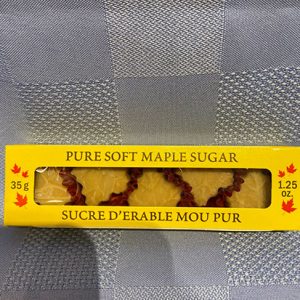 PURE SOFT MAPLE SUGAR
35 g
1.25
oz.
SUCRE D'ERABLE MOU PUR